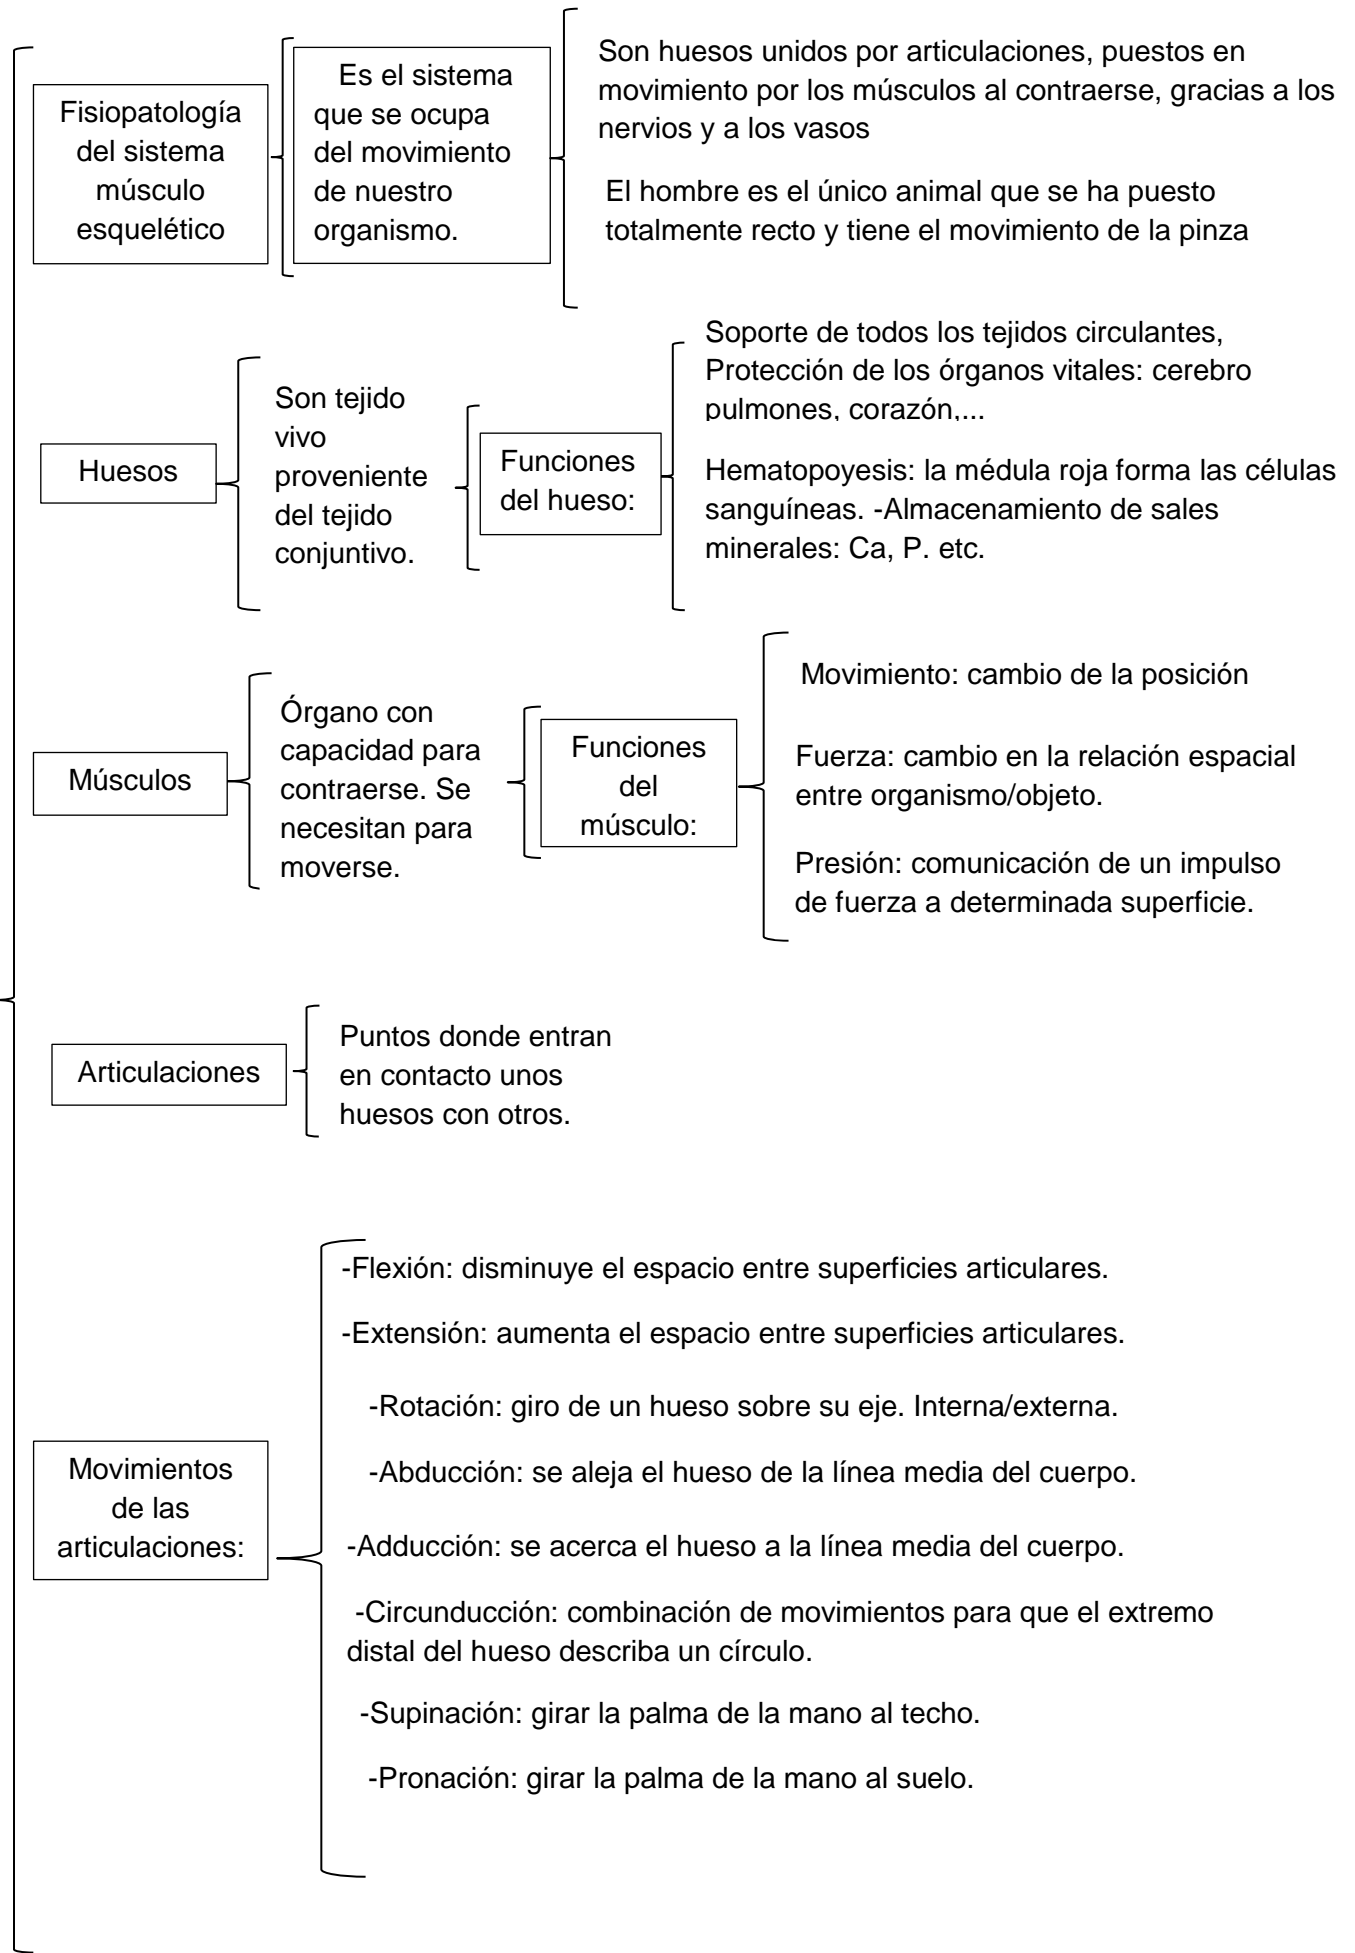 Fisiopatología
del sistema
músculo
esquelético
Es el sistema
que se ocupa
del movimiento
de nuestro
organismo.
Son huesos unidos por articulaciones, puestos en
movimiento por los músculos al contraerse, gracias a los
nervios y a los vasos
El hombre es el único animal que se ha puesto
totalmente recto y tiene el movimiento de la pinza
Huesos
Son tejido
vivo
proveniente
del tejido
conjuntivo.
Funciones
del hueso:
Soporte de todos los tejidos circulantes,
Protección de los órganos vitales: cerebro
pulmones, corazón,...
Hematopoyesis: la médula roja forma las células
sanguíneas. -Almacenamiento de sales
minerales: Ca, P. etc.
Músculos
Órgano con
capacidad para
contraerse. Se
necesitan para
moverse.
Funciones
del
músculo:
Movimiento: cambio de la posición
Fuerza: cambio en la relación espacial
entre organismo/objeto.
Presión: comunicación de un impulso
de fuerza a determinada superficie.
Articulaciones
Puntos donde entran
en contacto unos
huesos con otros.
Movimientos
de las
articulaciones:
-Flexión: disminuye el espacio entre superficies articulares.
-Extensión: aumenta el espacio entre superficies articulares.
-Rotación: giro de un hueso sobre su eje. Interna/externa.
-Abducción: se aleja el hueso de la línea media del cuerpo.
-Adducción: se acerca el hueso a la línea media del cuerpo.
-Circunducción: combinación de movimientos para que el extremo
distal del hueso describa un círculo.
-Supinación: girar la palma de la mano al techo.
-Pronación: girar la palma de la mano al suelo.